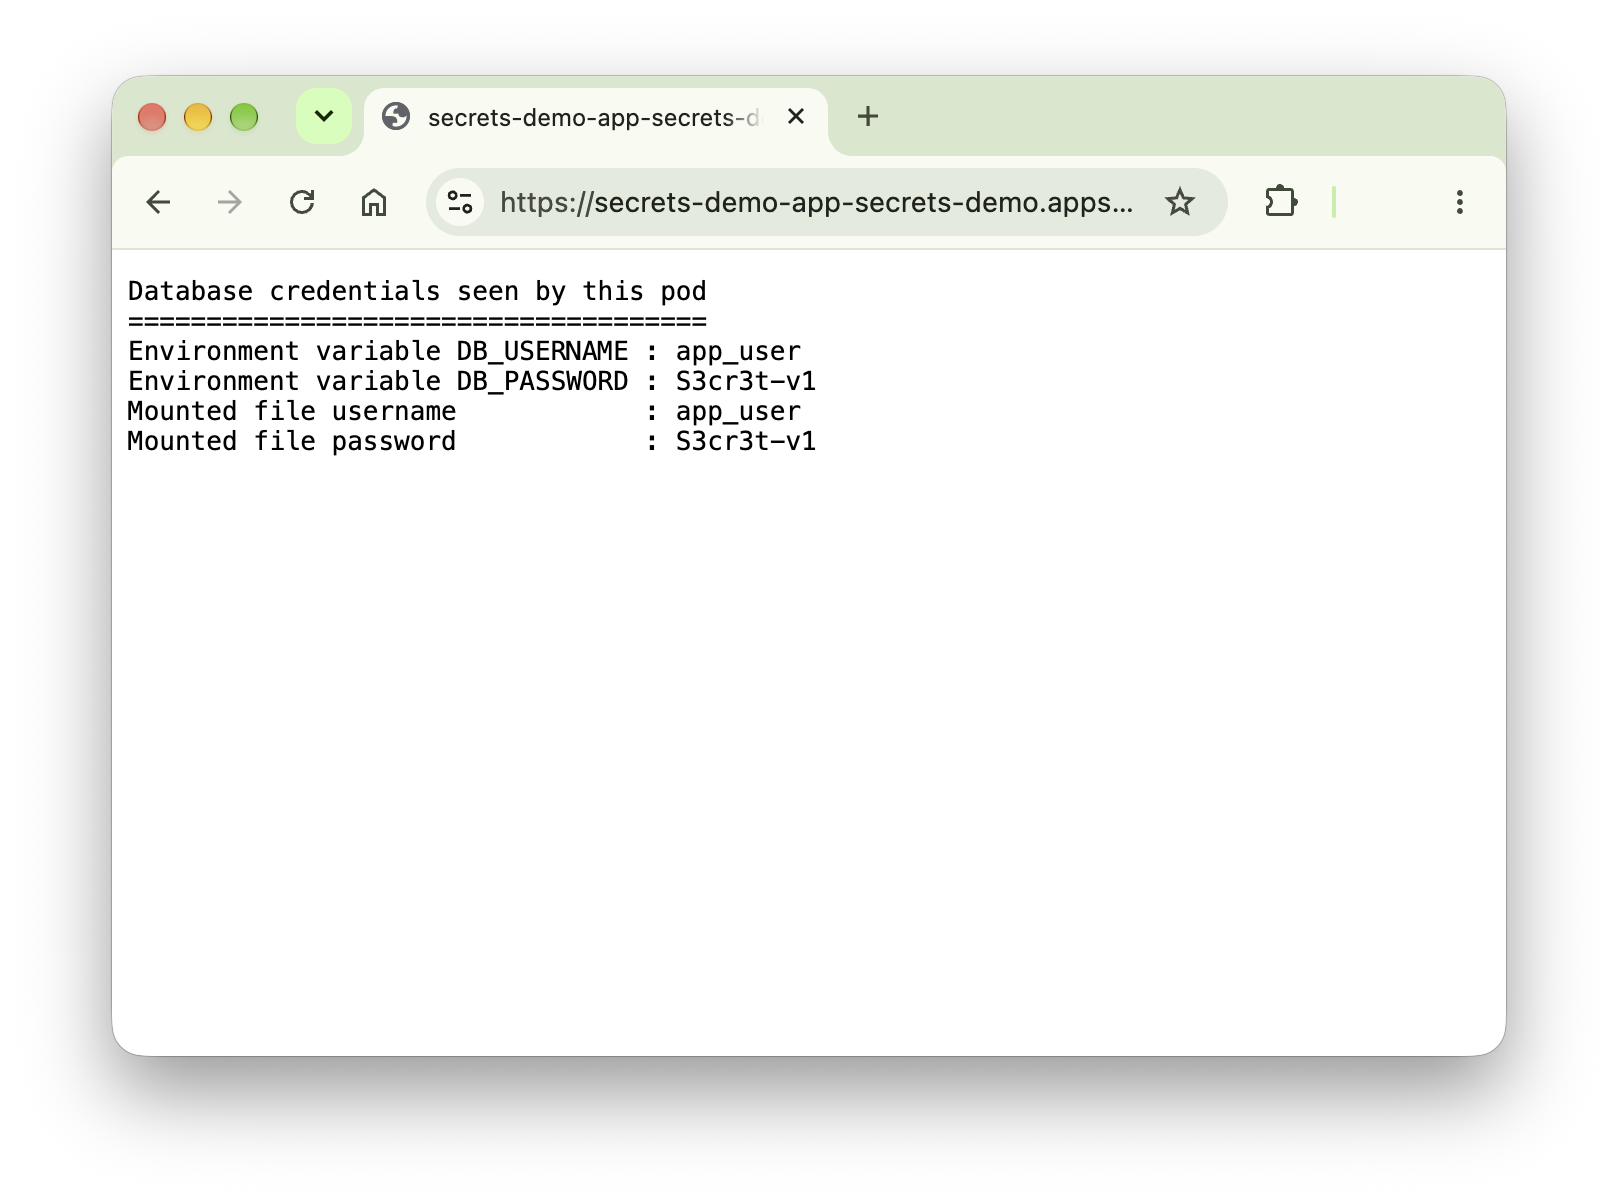 secrets-demo-app-secrets-d
https://secrets-demo-app-secrets-demo.apps...
Database credentials seen by this pod
=====================================
Environment variable DB_USERNAME : app_user
Environment variable DB_PASSWORD : S3cr3t-v1
Mounted file username            : app_user
Mounted file password            : S3cr3t-v1